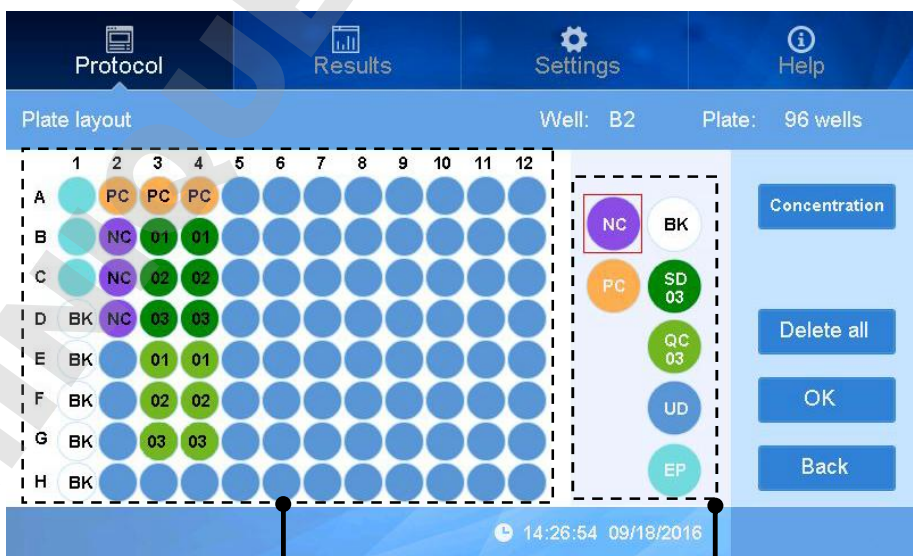 Protocol Results Settings Help
Plate layout Well: B2 Plate: 96 wells
1 2 3 4 5 6 7 8 9 10 11 12
A PC PC PC
B NC 01 01
C NC 02 02
D BK NC 03 03
E BK 01 01
F BK 02 02
G BK 03 03
H BK
NC BK
PC SD 03
QC 03
UD
EP
Concentration
Delete all
OK
Back
14:26:54 09/18/2016